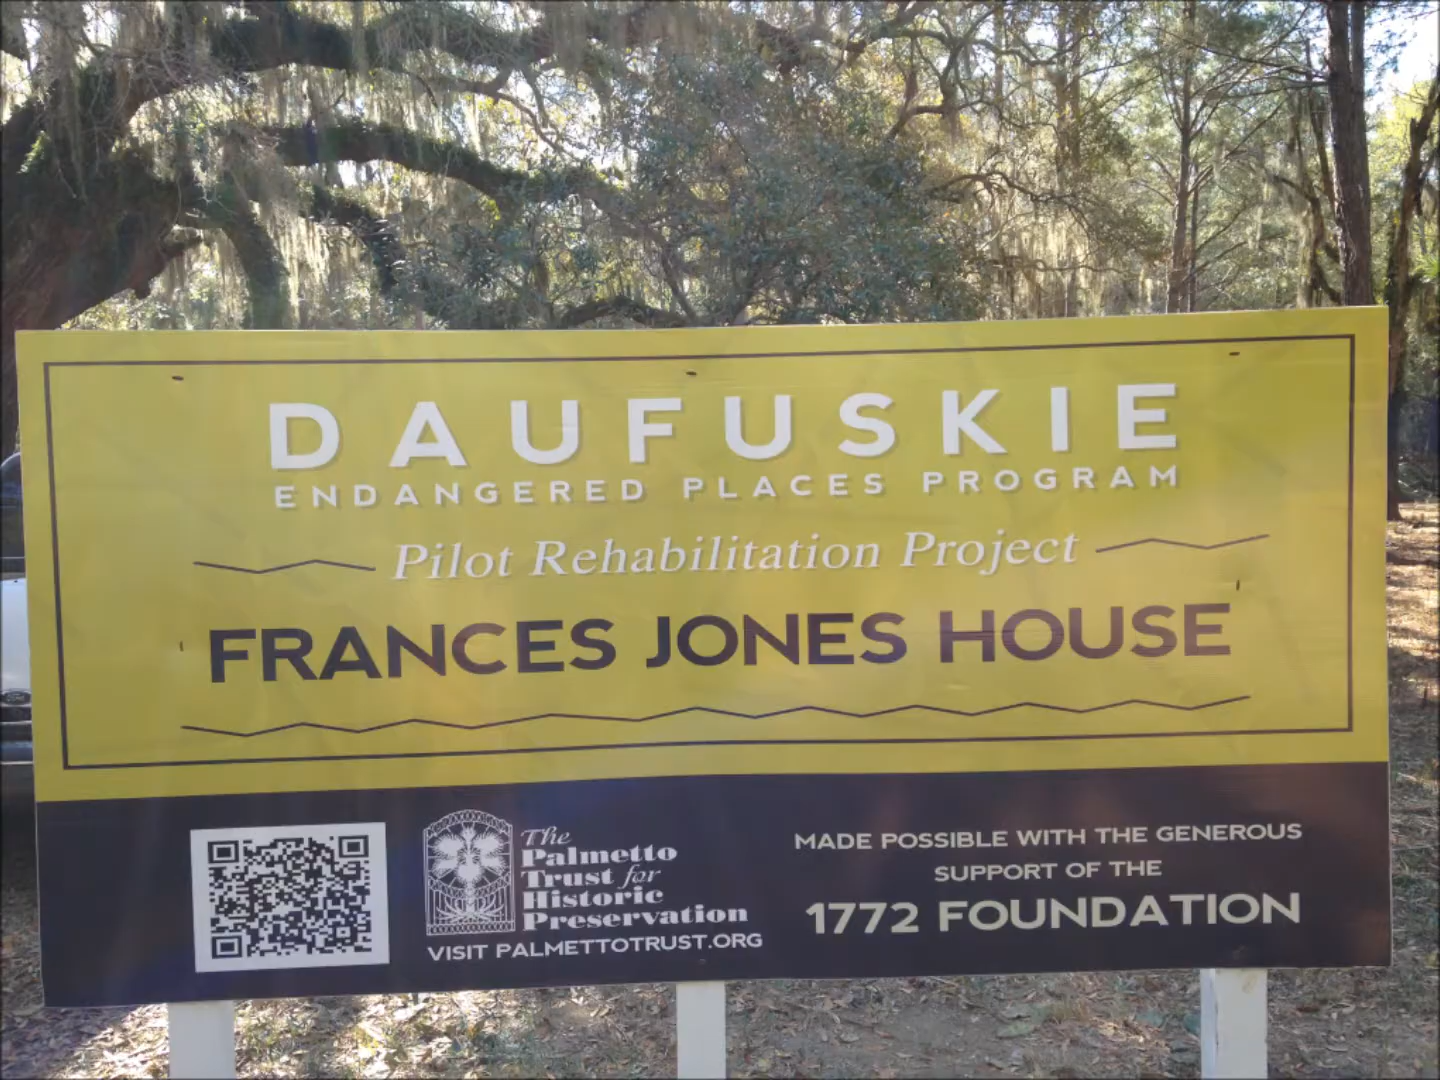 DAUFUSKIE
ENDANGERED PLACES PROGRAM
Pilot Rehabilitation Project
FRANCES JONES HOUSE
The
Palmetto
Trust for
Historic
Preservation
VISIT PALMETTOTRUST.ORG
MADE POSSIBLE WITH THE GENEROUS
SUPPORT OF THE
1772 FOUNDATION